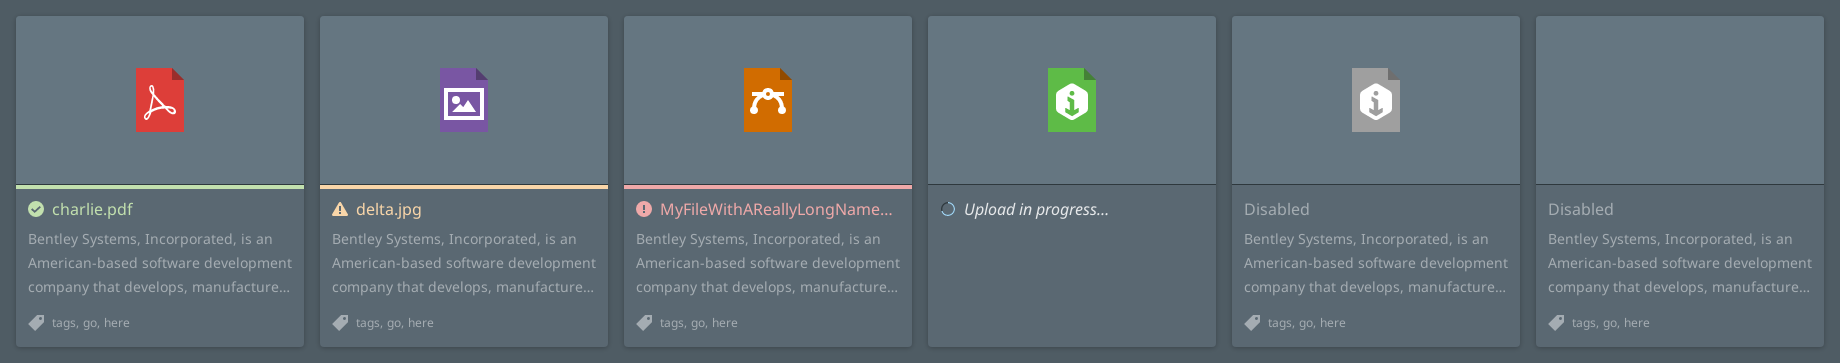 charlie.pdf
Bentley Systems, Incorporated, is an
American-based software development
company that develops, manufacture...
tags, go, here
delta.jpg
Bentley Systems, Incorporated, is an
American-based software development
company that develops, manufacture...
tags, go, here
MyFileWithAReallyLongName...
Bentley Systems, Incorporated, is an
American-based software development
company that develops, manufacture...
tags, go, here
Upload in progress...
Disabled
Bentley Systems, Incorporated, is an
American-based software development
company that develops, manufacture...
tags, go, here
Disabled
Bentley Systems, Incorporated, is an
American-based software development
company that develops, manufacture...
tags, go, here